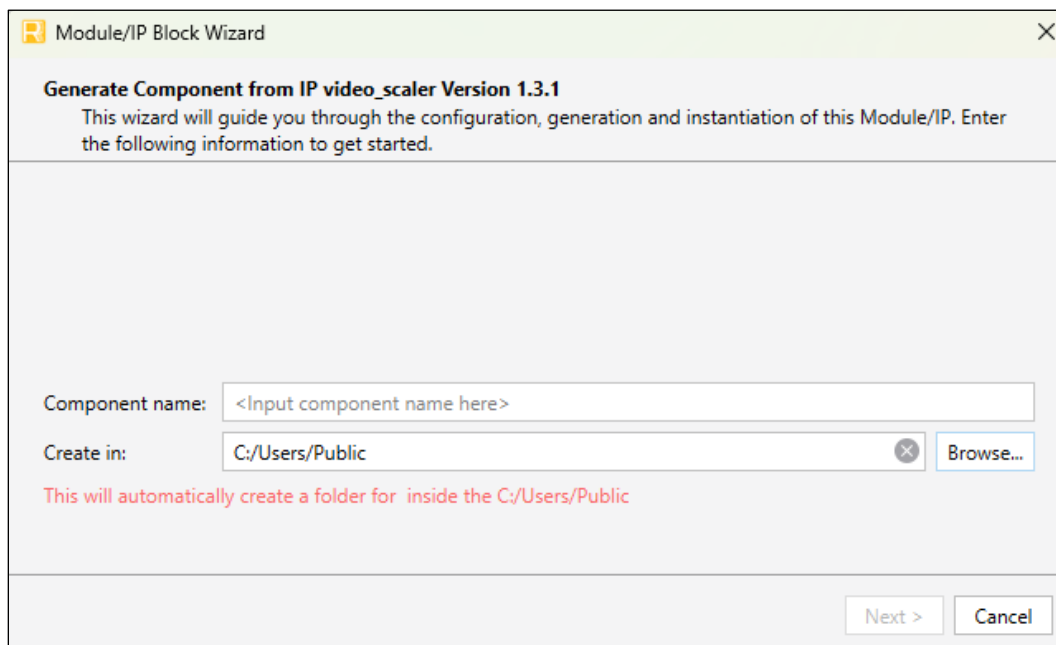 Module/IP Block Wizard
Generate Component from IP video_scaler Version 1.3.1
This wizard will guide you through the configuration, generation and instantiation of this Module/IP. Enter
the following information to get started.
Component name: <Input component name here>
Create in: C:/Users/Public Browse...
This will automatically create a folder for  inside the C:/Users/Public
Next > Cancel